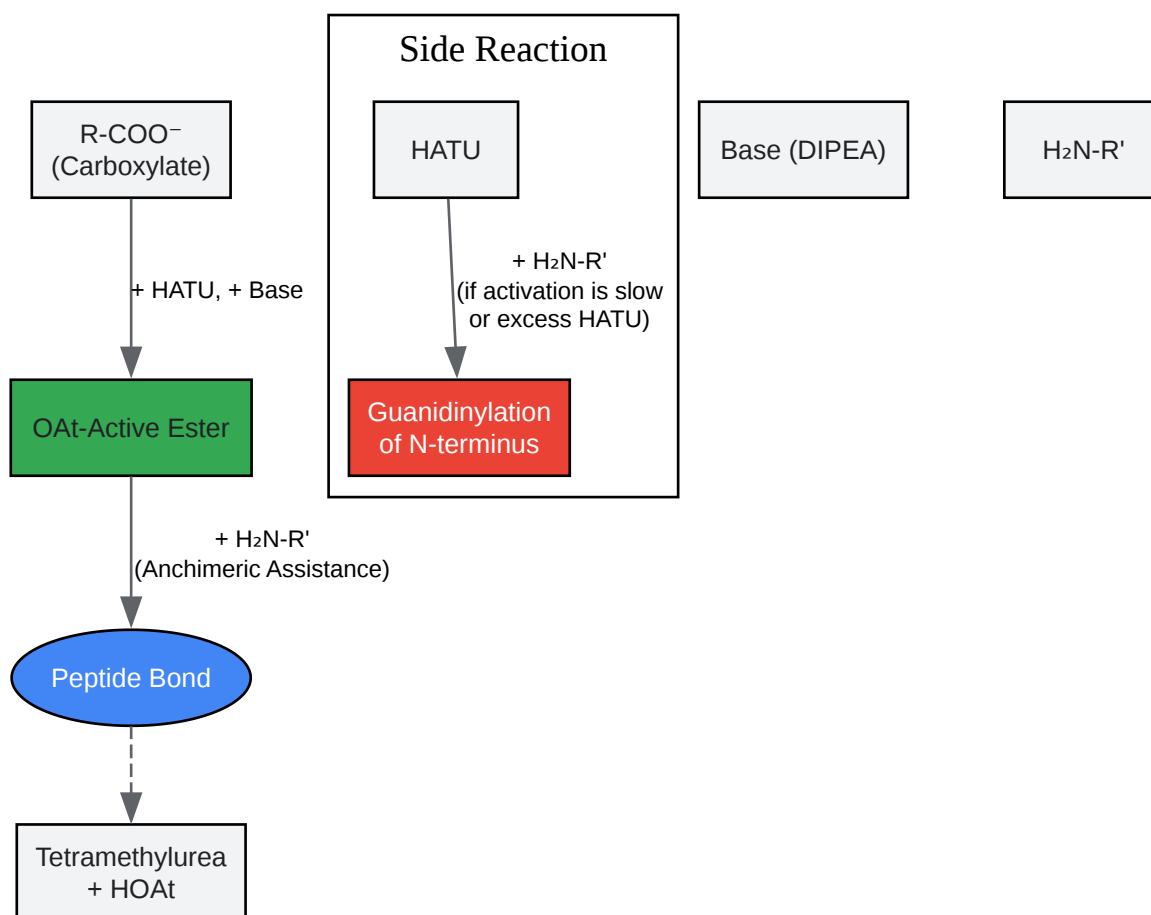 Side Reaction
R-COO⁻
(Carboxylate)
HATU
Base (DIPEA)
H₂N-R'
+ HATU, + Base
+ H₂N-R'
(if activation is slow
or excess HATU)
OAt-Active Ester
Guanidinylation
of N-terminus
+ H₂N-R'
(Anchimeric Assistance)
Peptide Bond
Tetramethylurea
+ HOAt